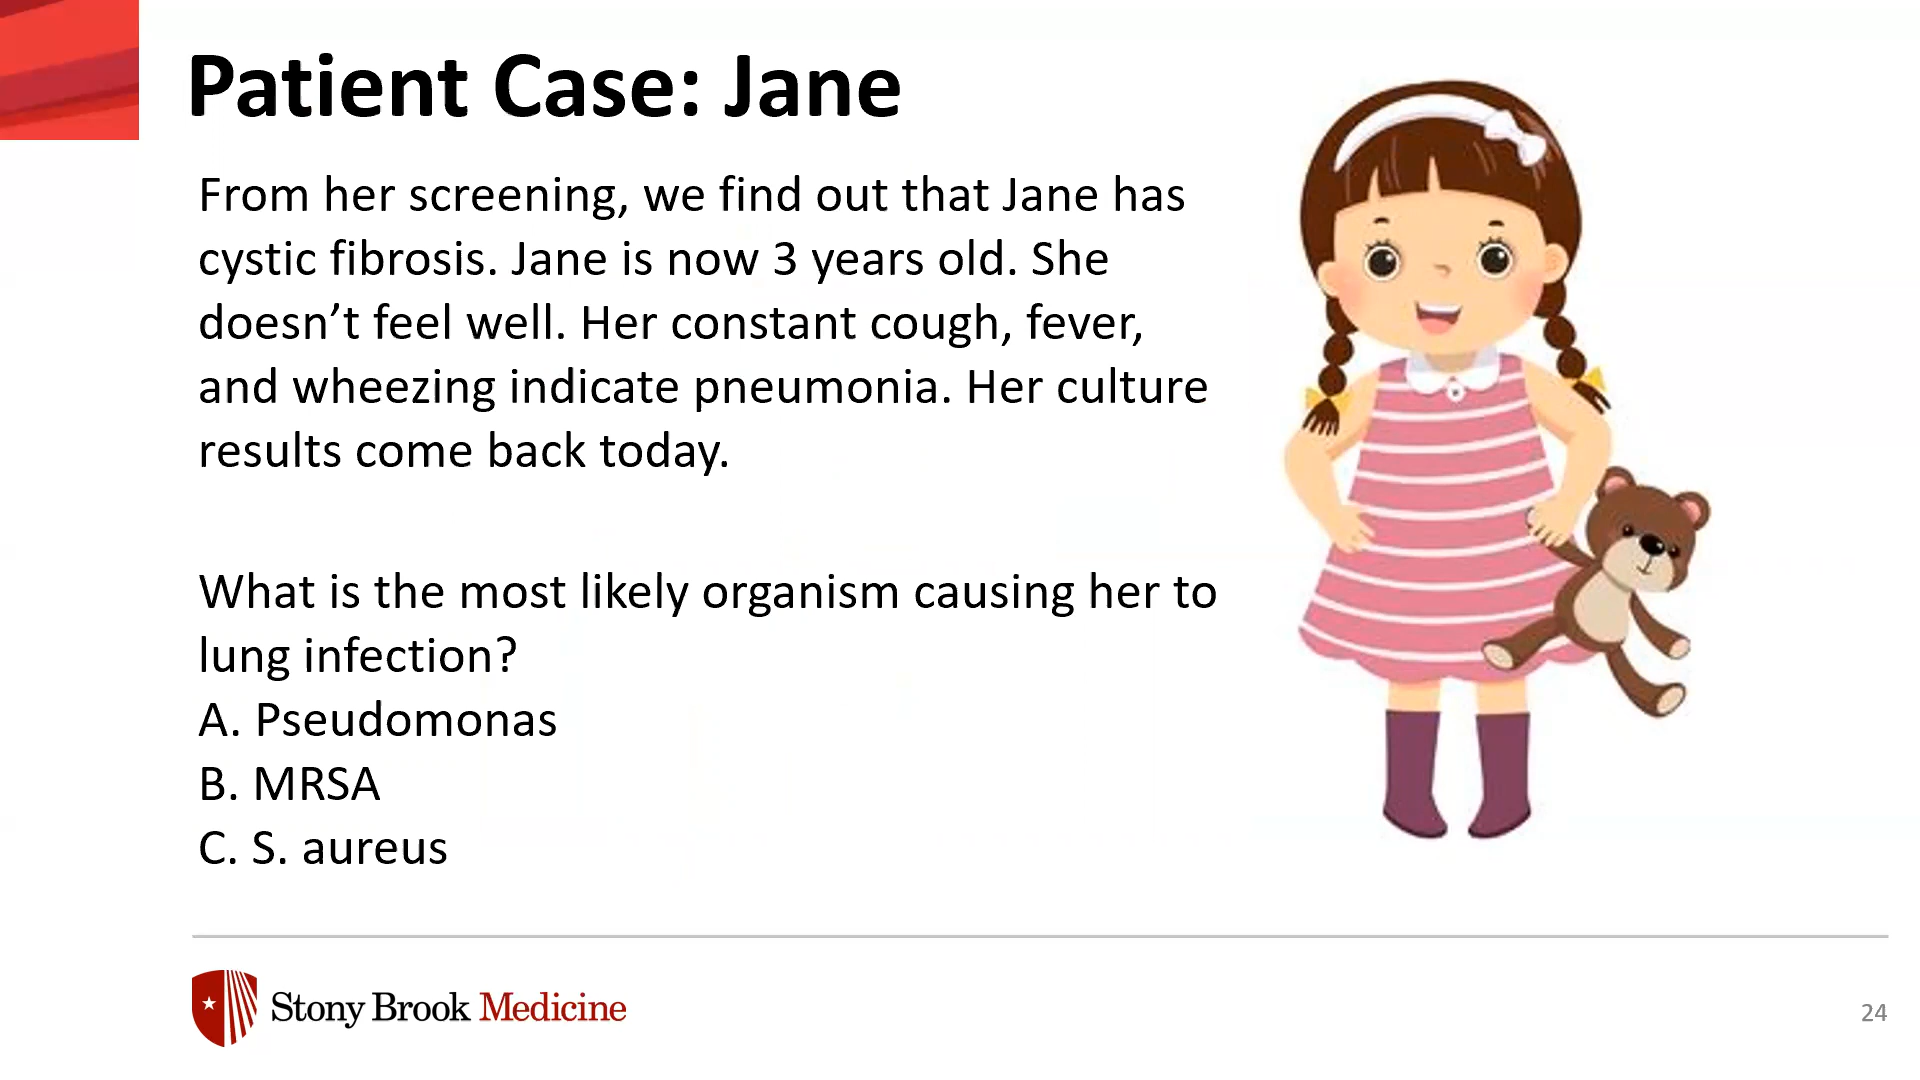 Patient Case: Jane
From her screening, we find out that Jane has
cystic fibrosis. Jane is now 3 years old. She
doesn’t feel well. Her constant cough, fever,
and wheezing indicate pneumonia. Her culture
results come back today.
What is the most likely organism causing her to
lung infection?
A. Pseudomonas
B. MRSA
C. S. aureus
Stony Brook Medicine
24